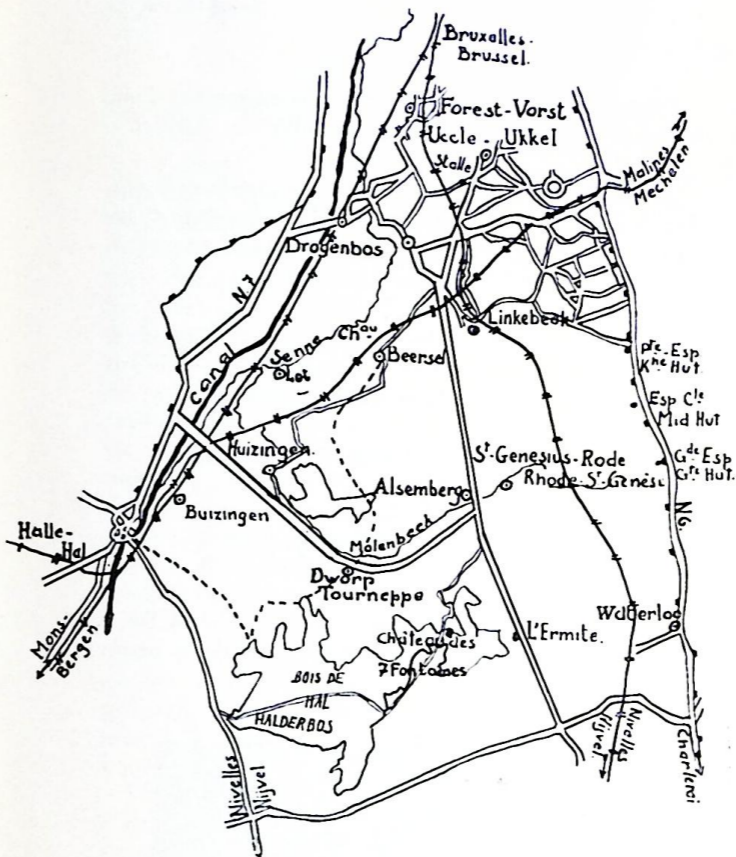 Bruxalles-
Brussel.
Forest-Vorst
Uccle-Ukkel
Stalle
Malines
Mechelen
Drogenbos
N.7
Canal
Senne
Chau
Linkebeek
Beersel
Lot
Pte-Esp
Kne Hut.
Esp Cle
Mid Hut
Gde Esp
Gte Hut.
Huizingen.
St-Genesius-Rode
Rhode-St-Genèse
Alsemberg
Buizingen
Mólenbeek
N6.
Halle-
Hal
Dworp
Tourneppe
Waterloo
Mons-
Bergen
Château des
7 Fontaines
L'Ermite.
BOIS DE
HAL
HALDERBOS
Nivelles
Nijvel.
Nivelles
Nijvel
Charleroi